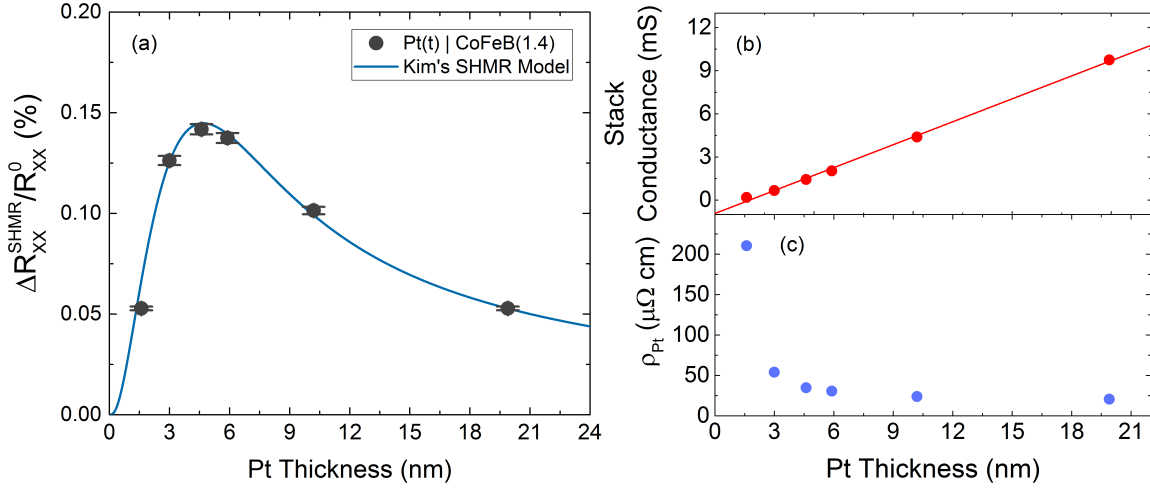 (a)
Pt(t) | CoFeB(1.4)
Kim's SHMR Model
ΔR_XX^SHMR/R_XX^0 (%)
0.20
0.15
0.10
0.05
0.00
0 3 6 9 12 15 18 21 24
Pt Thickness (nm)
(b)
Stack
Conductance (mS)
12
9
6
3
0
(c)
ρ_Pt (μΩ cm)
200
150
100
50
0
0 3 6 9 12 15 18 21
Pt Thickness (nm)